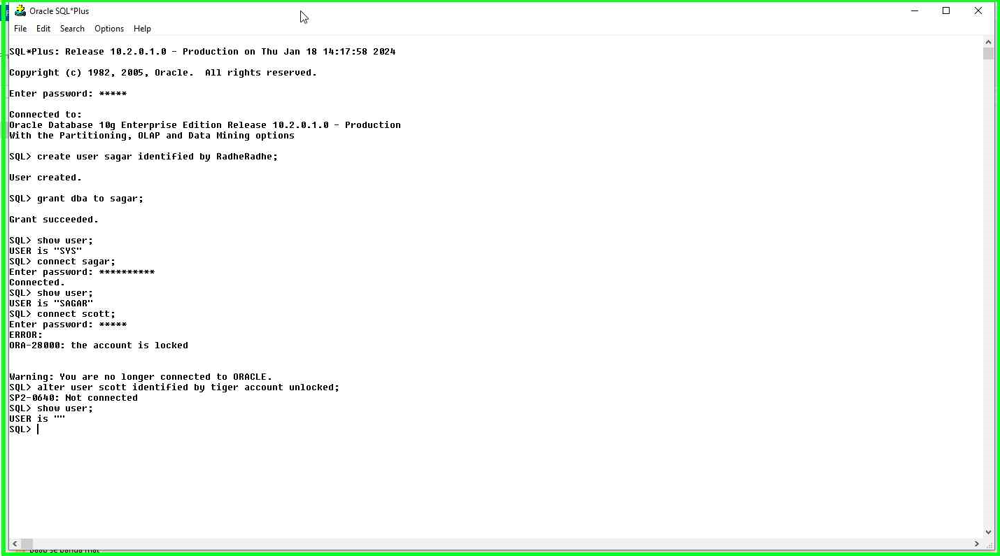 Oracle SQL*Plus
File Edit Search Options Help
SQL*Plus: Release 10.2.0.1.0 - Production on Thu Jan 18 14:17:58 2024
Copyright (c) 1982, 2005, Oracle.  All rights reserved.
Enter password: *****
Connected to:
Oracle Database 10g Enterprise Edition Release 10.2.0.1.0 - Production
With the Partitioning, OLAP and Data Mining options
SQL> create user sagar identified by RadheRadhe;
User created.
SQL> grant dba to sagar;
Grant succeeded.
SQL> show user;
USER is "SYS"
SQL> connect sagar;
Enter password: **********
Connected.
SQL> show user;
USER is "SAGAR"
SQL> connect scott;
Enter password: *****
ERROR:
ORA-28000: the account is locked
Warning: You are no longer connected to ORACLE.
SQL> alter user scott identified by tiger account unlocked;
SP2-0640: Not connected
SQL> show user;
USER is ""
SQL>